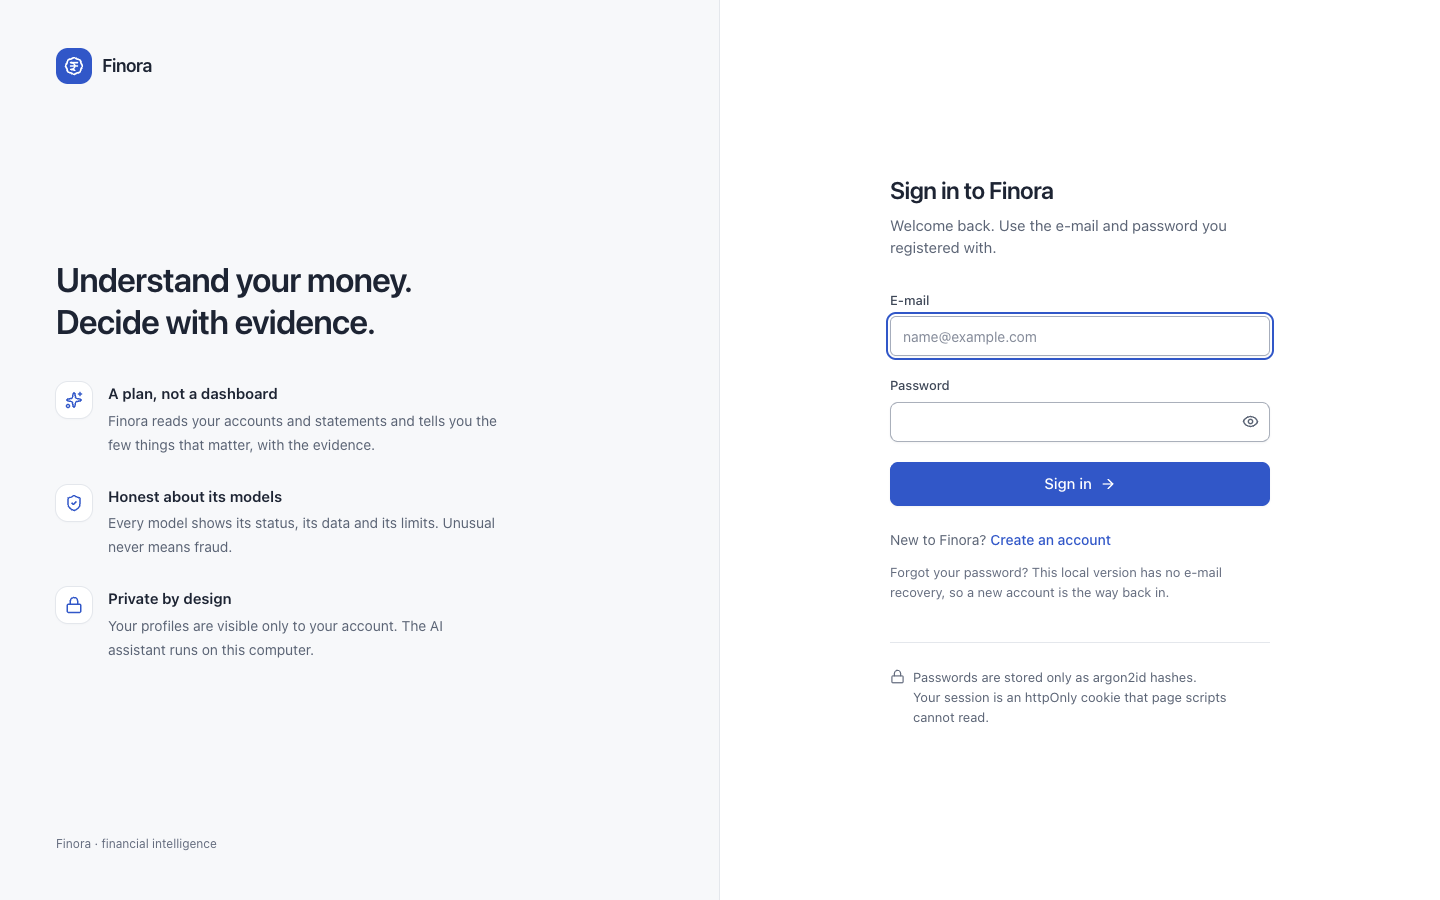 Finora
Understand your money.
Decide with evidence.
A plan, not a dashboard
Finora reads your accounts and statements and tells you the
few things that matter, with the evidence.
Honest about its models
Every model shows its status, its data and its limits. Unusual
never means fraud.
Private by design
Your profiles are visible only to your account. The AI
assistant runs on this computer.
Finora · financial intelligence
Sign in to Finora
Welcome back. Use the e-mail and password you
registered with.
E-mail
name@example.com
Password
Sign in
New to Finora? Create an account
Forgot your password? This local version has no e-mail
recovery, so a new account is the way back in.
Passwords are stored only as argon2id hashes.
Your session is an httpOnly cookie that page scripts
cannot read.